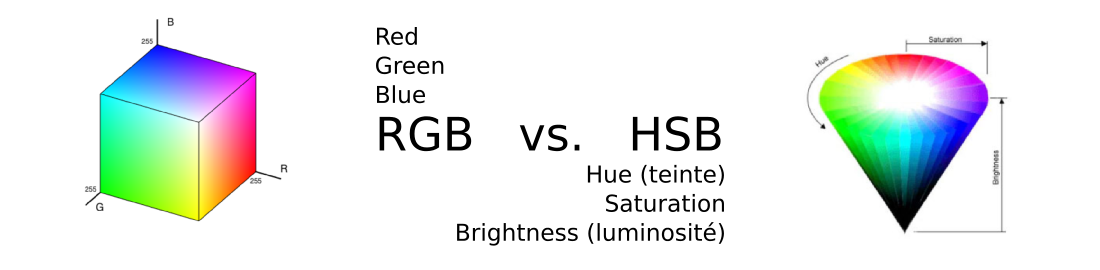 B
255
R
255
255
G
Red
Green
Blue
RGB vs. HSB
Hue (teinte)
Saturation
Brightness (luminosité)
Saturation
Hue
Brightness